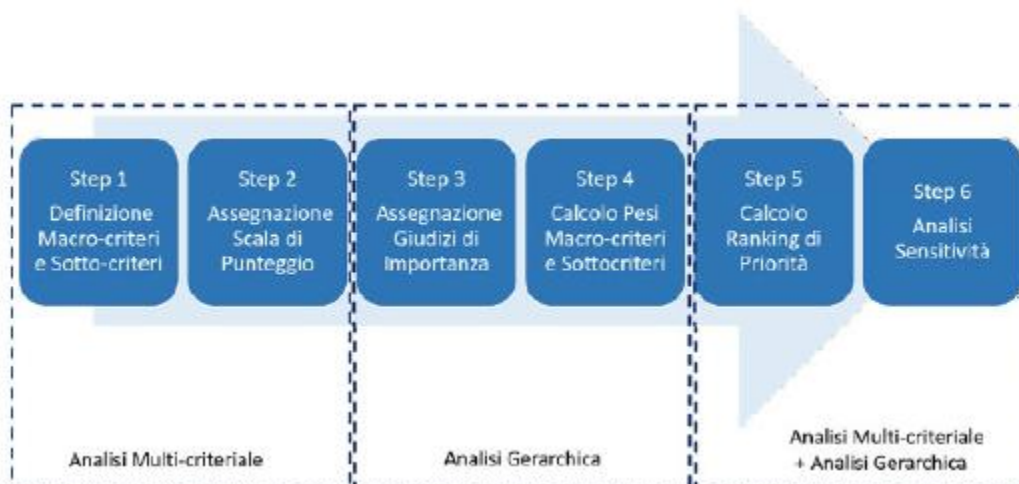 Step 1
Definizione
Macro-criteri
e Sotto-criteri
Step 2
Assegnazione
Scala di
Punteggio
Step 3
Assegnazione
Giudizi di
Importanza
Step 4
Calcolo Pesi
Macro-criteri
e Sottocriteri
Step 5
Calcolo
Ranking di
Priorità
Step 6
Analisi
Sensitività
Analisi Multi-criteriale
Analisi Gerarchica
Analisi Multi-criteriale
+ Analisi Gerarchica